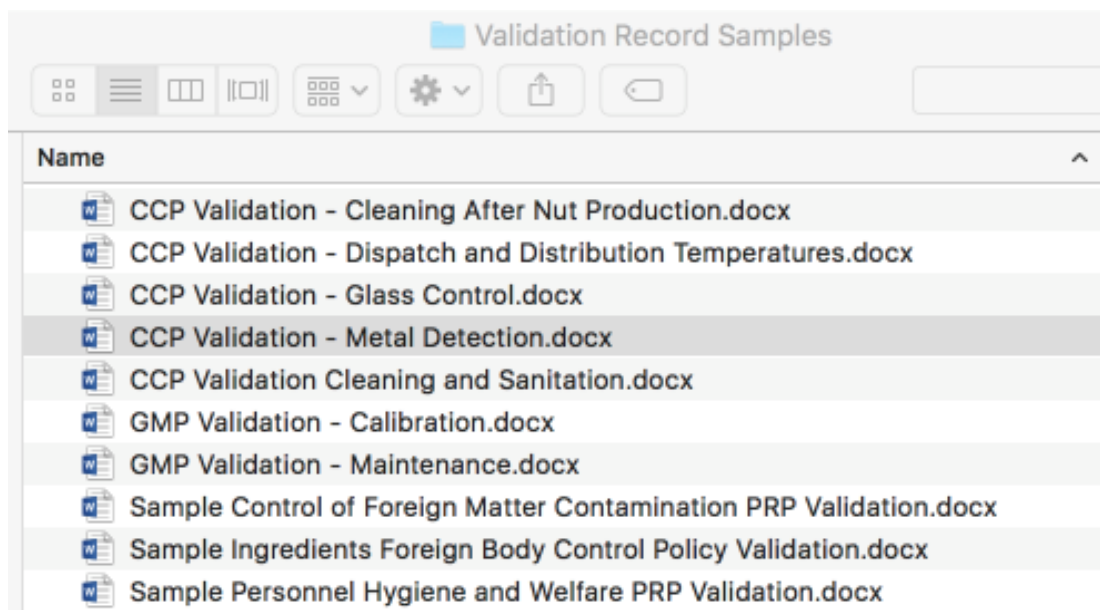 Validation Record Samples
Name
CCP Validation - Cleaning After Nut Production.docx
CCP Validation - Dispatch and Distribution Temperatures.docx
CCP Validation - Glass Control.docx
CCP Validation - Metal Detection.docx
CCP Validation Cleaning and Sanitation.docx
GMP Validation - Calibration.docx
GMP Validation - Maintenance.docx
Sample Control of Foreign Matter Contamination PRP Validation.docx
Sample Ingredients Foreign Body Control Policy Validation.docx
Sample Personnel Hygiene and Welfare PRP Validation.docx